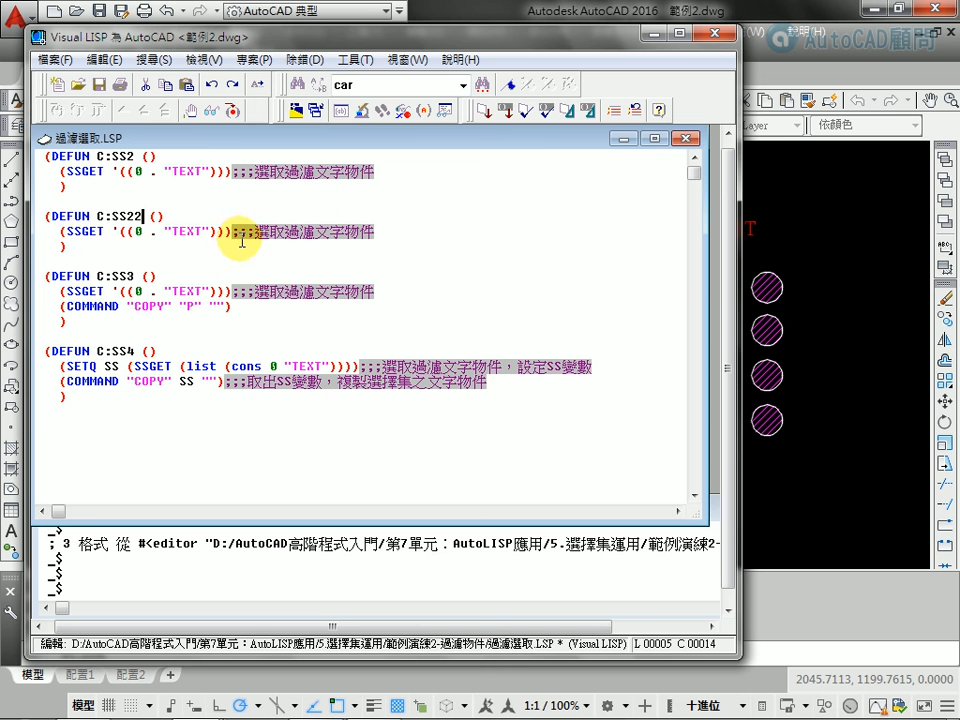 AutoCAD 典型
Autodesk AutoCAD 2016 範例2.dwg
Visual LISP 為 AutoCAD <範例2.dwg>
(W) 說明(H)
AutoCAD顧問
檔案(F) 編輯(E) 搜尋(S) 檢視(V) 專案(P) 除錯(D) 工具(T) 視窗(W) 說明(H)
car
Layer 依顏色
過濾選取.LSP
(DEFUN C:SS2 ()
(SSGET '((0 . "TEXT")));;;選取過濾文字物件
)
(DEFUN C:SS22 ()
(SSGET '((0 . "TEXT")));;;選取過濾文字物件
)
T
(DEFUN C:SS3 ()
(SSGET '((0 . "TEXT")));;;選取過濾文字物件
(COMMAND "COPY" "P" "")
)
(DEFUN C:SS4 ()
(SETQ SS (SSGET (list (cons 0 "TEXT"))));;;選取過濾文字物件，設定SS變數
(COMMAND "COPY" SS "");;;取出SS變數，複製選擇集之文字物件
)
_$
; 3 格式 從 #<editor "D:/AutoCAD高階程式入門/第7單元：AutoLISP應用/5.選擇集運用/範例演練2-
_$
_$
_$
編輯: D:/AutoCAD高階程式入門/第7單元：AutoLISP應用/5.選擇集運用/範例演練2-過濾物件/過濾選取.LSP * (Visual LISP) L 00005 C 00014
模型 配置1 配置2 +
2045.7113, 1199.7615, 0.0000
模型 1:1 / 100% 十進位